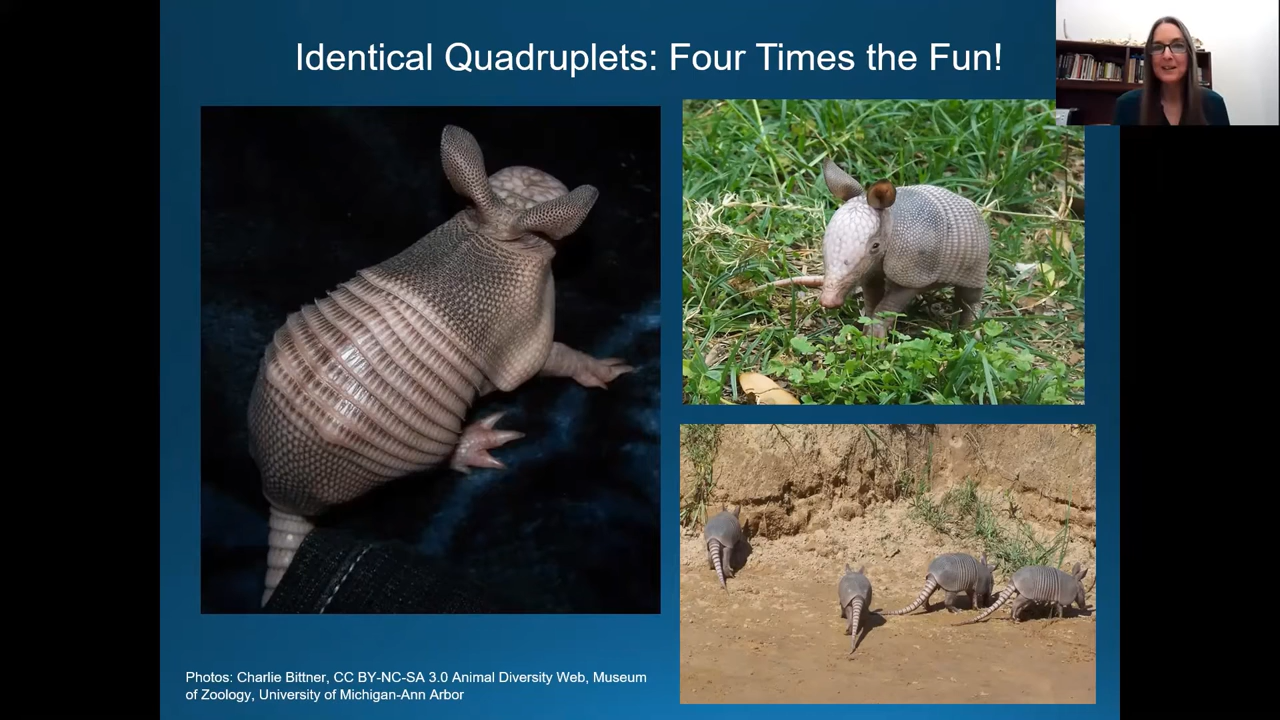 Identical Quadruplets: Four Times the Fun!
Photos: Charlie Bittner, CC BY-NC-SA 3.0 Animal Diversity Web, Museum
of Zoology, University of Michigan-Ann Arbor